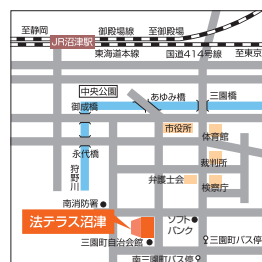 至静岡
御殿場線
至御殿場
JR沼津駅
東海道本線
国道414号線
至東京
中央公園
あゆみ橋
三園橋
御成橋
市役所
体育館
永代橋
裁判所
狩野川
弁護士会
検察庁
南消防署
法テラス沼津
ソフト
バンク
三園町自治会館
三園町バス停
南三園町バス停